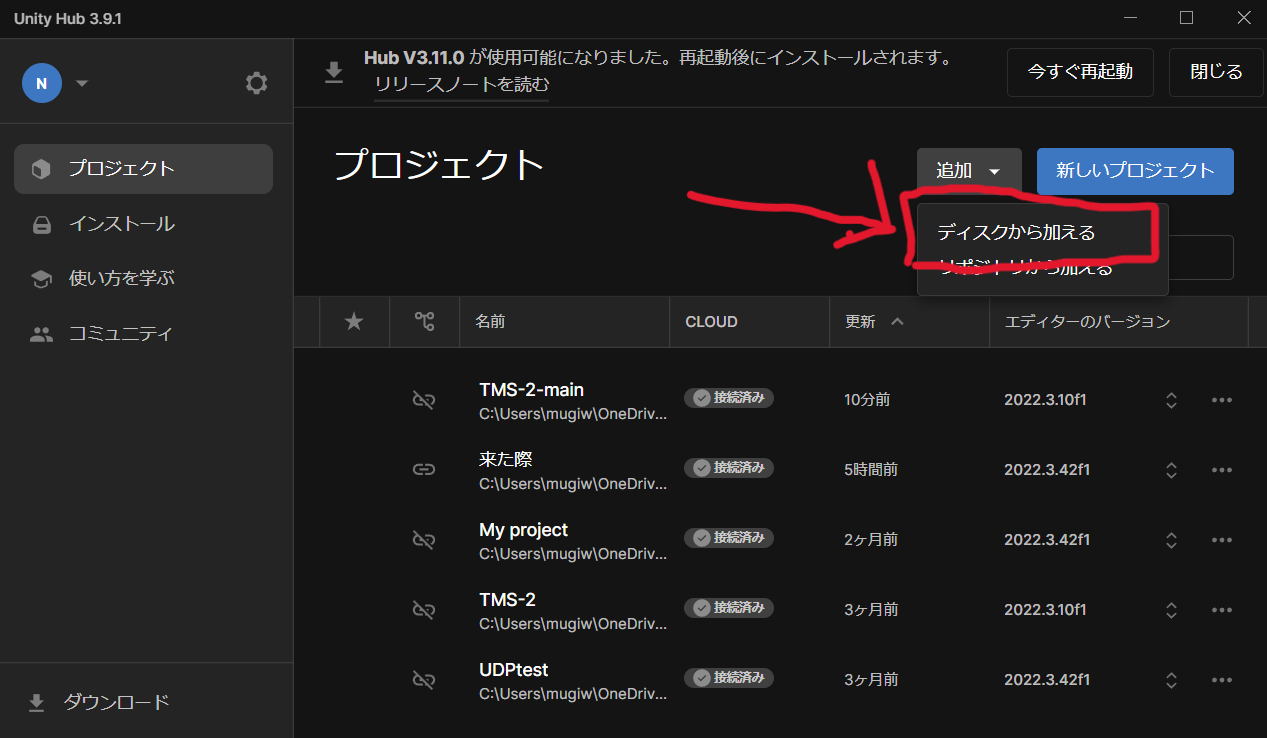 Unity Hub 3.9.1
N
Hub V3.11.0 が使用可能になりました。再起動後にインストールされます。
リリースノートを読む
今すぐ再起動
閉じる
プロジェクト
インストール
使い方を学ぶ
コミュニティ
ダウンロード
プロジェクト
追加
新しいプロジェクト
ディスクから加える
リポジトリから加える
名前 CLOUD 更新 エディターのバージョン
TMS-2-main 接続済み 10分前 2022.3.10f1
C:\Users\mugiw\OneDriv...
来た際 接続済み 5時間前 2022.3.42f1
C:\Users\mugiw\OneDriv...
My project 接続済み 2ヶ月前 2022.3.42f1
C:\Users\mugiw\OneDriv...
TMS-2 接続済み 3ヶ月前 2022.3.10f1
C:\Users\mugiw\OneDriv...
UDPtest 接続済み 3ヶ月前 2022.3.42f1
C:\Users\mugiw\OneDriv...